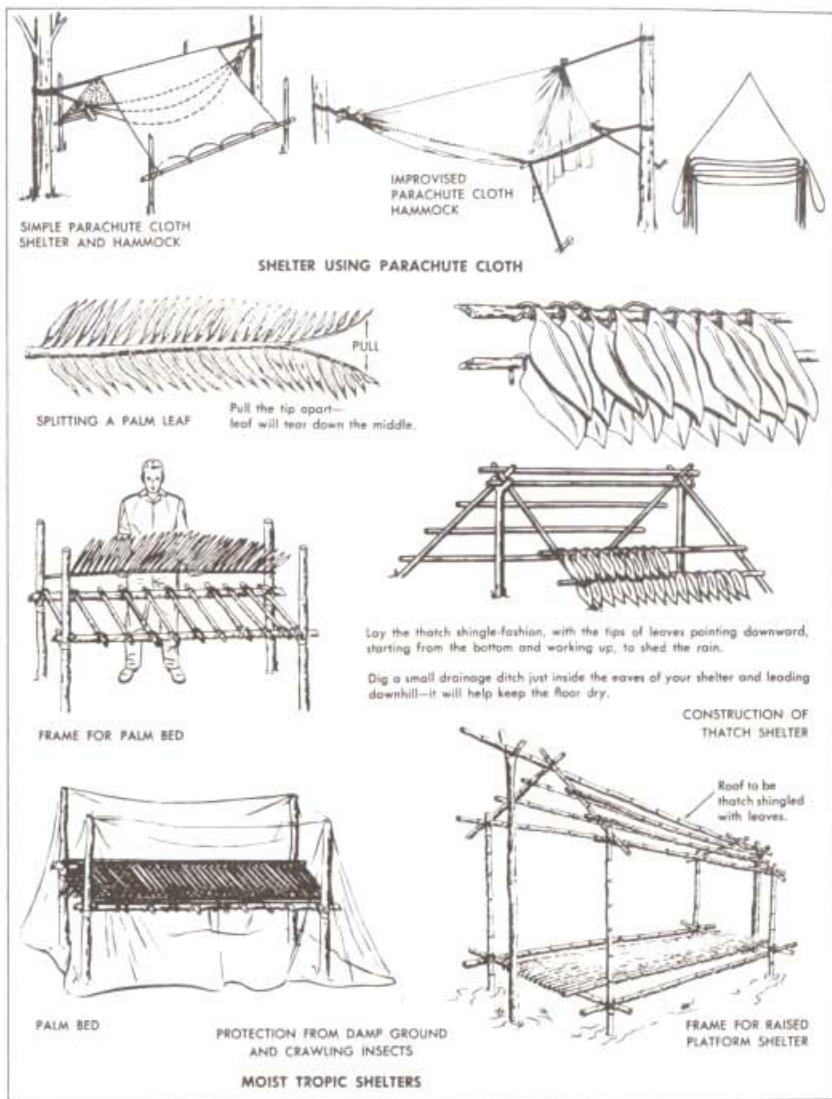 SIMPLE PARACHUTE CLOTH
SHELTER AND HAMMOCK
IMPROVISED
PARACHUTE CLOTH
HAMMOCK
SHELTER USING PARACHUTE CLOTH
PULL
SPLITTING A PALM LEAF
Pull the tip apart—
leaf will tear down the middle.
Lay the thatch shingle-fashion, with the tips of leaves pointing downward,
starting from the bottom and working up, to shed the rain.
Dig a small drainage ditch just inside the eaves of your shelter and leading
downhill—it will help keep the floor dry.
FRAME FOR PALM BED
CONSTRUCTION OF
THATCH SHELTER
Roof to be
thatch shingled
with leaves.
PALM BED
PROTECTION FROM DAMP GROUND
AND CRAWLING INSECTS
FRAME FOR RAISED
PLATFORM SHELTER
MOIST TROPIC SHELTERS